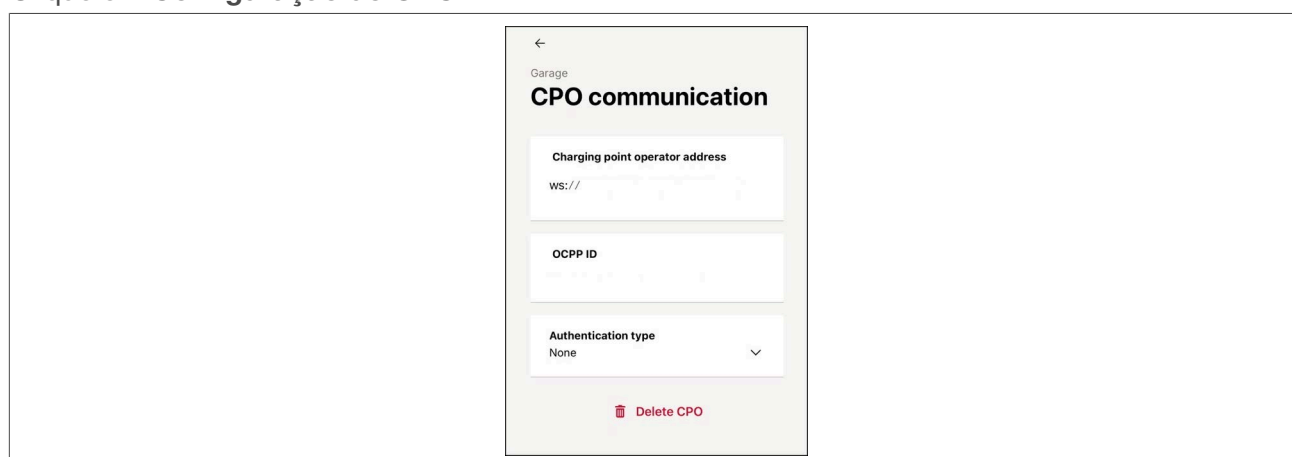 ←
Garage
CPO communication
Charging point operator address
ws://
OCPP ID
Authentication type
None
Delete CPO